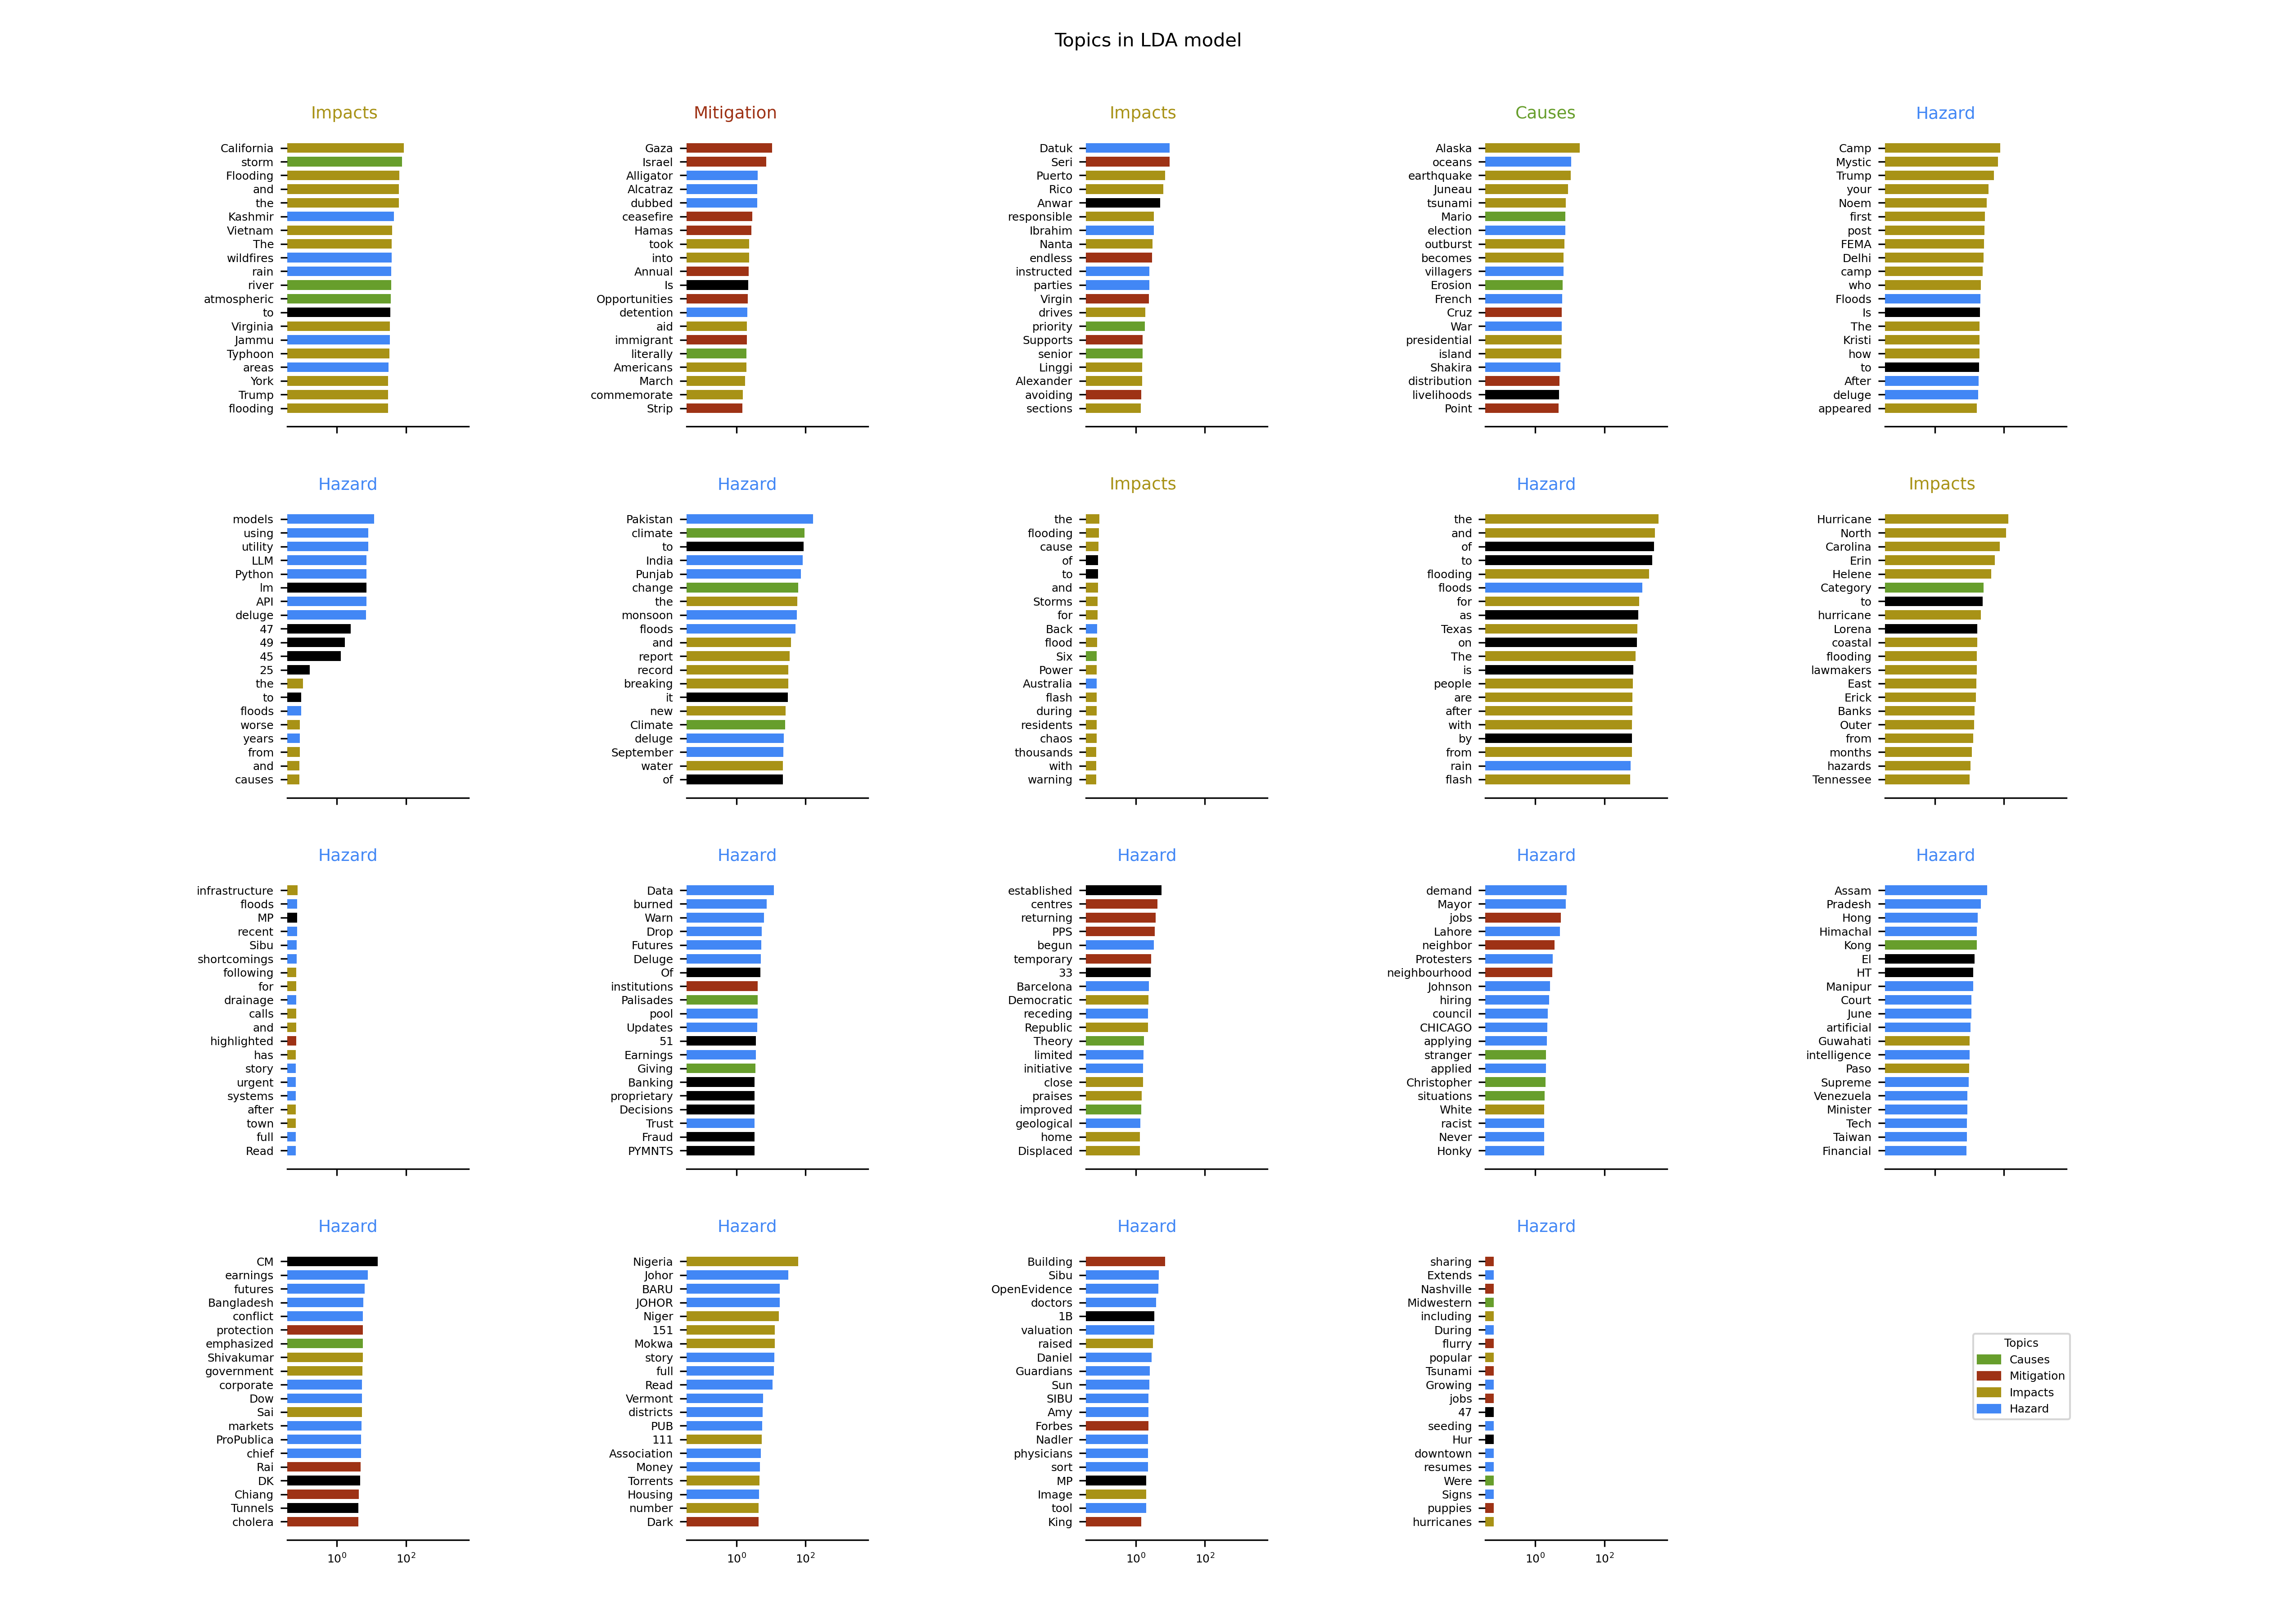 Topics in LDA model
Impacts
California
storm
Flooding
and
the
Kashmir
Vietnam
The
wildfires
rain
river
atmospheric
to
Virginia
Jammu
Typhoon
areas
York
Trump
flooding
Mitigation
Gaza
Israel
Alligator
Alcatraz
dubbed
ceasefire
Hamas
took
into
Annual
Is
Opportunities
detention
aid
immigrant
literally
Americans
March
commemorate
Strip
Impacts
Datuk
Seri
Puerto
Rico
Anwar
responsible
Ibrahim
Nanta
endless
instructed
parties
Virgin
drives
priority
Supports
senior
Linggi
Alexander
avoiding
sections
Causes
Alaska
oceans
earthquake
Juneau
tsunami
Mario
election
outburst
becomes
villagers
Erosion
French
Cruz
War
presidential
island
Shakira
distribution
livelihoods
Point
Hazard
Camp
Mystic
Trump
your
Noem
first
post
FEMA
Delhi
camp
who
Floods
Is
The
Kristi
how
to
After
deluge
appeared
Hazard
models
using
utility
LLM
Python
lm
API
deluge
47
49
45
25
the
to
floods
worse
years
from
and
causes
Hazard
Pakistan
climate
to
India
Punjab
change
the
monsoon
floods
and
report
record
breaking
it
new
Climate
deluge
September
water
of
Impacts
the
flooding
cause
of
to
and
Storms
for
Back
flood
Six
Power
Australia
flash
during
residents
chaos
thousands
with
warning
Hazard
the
and
of
to
flooding
floods
for
as
Texas
on
The
is
people
are
after
with
by
from
rain
flash
Impacts
Hurricane
North
Carolina
Erin
Helene
Category
to
hurricane
Lorena
coastal
flooding
lawmakers
East
Erick
Banks
Outer
from
months
hazards
Tennessee
Hazard
infrastructure
floods
MP
recent
Sibu
shortcomings
following
for
drainage
calls
and
highlighted
has
story
urgent
systems
after
town
full
Read
Hazard
Data
burned
Warn
Drop
Futures
Deluge
Of
institutions
Palisades
pool
Updates
51
Earnings
Giving
Banking
proprietary
Decisions
Trust
Fraud
PYMNTS
Hazard
established
centres
returning
PPS
begun
temporary
33
Barcelona
Democratic
receding
Republic
Theory
limited
initiative
close
praises
improved
geological
home
Displaced
Hazard
demand
Mayor
jobs
Lahore
neighbor
Protesters
neighbourhood
Johnson
hiring
council
CHICAGO
applying
stranger
applied
Christopher
situations
White
racist
Never
Honky
Hazard
Assam
Pradesh
Hong
Himachal
Kong
El
HT
Manipur
Court
June
artificial
Guwahati
intelligence
Paso
Supreme
Venezuela
Minister
Tech
Taiwan
Financial
Hazard
CM
earnings
futures
Bangladesh
conflict
protection
emphasized
Shivakumar
government
corporate
Dow
Sai
markets
ProPublica
chief
Rai
DK
Chiang
Tunnels
cholera
10^0 10^2
Hazard
Nigeria
Johor
BARU
JOHOR
Niger
151
Mokwa
story
full
Read
Vermont
districts
PUB
111
Association
Money
Torrents
Housing
number
Dark
10^0 10^2
Hazard
Building
Sibu
OpenEvidence
doctors
1B
valuation
raised
Daniel
Guardians
Sun
SIBU
Amy
Forbes
Nadler
physicians
sort
MP
Image
tool
King
10^0 10^2
Hazard
sharing
Extends
Nashville
Midwestern
including
During
flurry
popular
Tsunami
Growing
jobs
47
seeding
Hur
downtown
resumes
Were
Signs
puppies
hurricanes
10^0 10^2
Topics
Causes
Mitigation
Impacts
Hazard